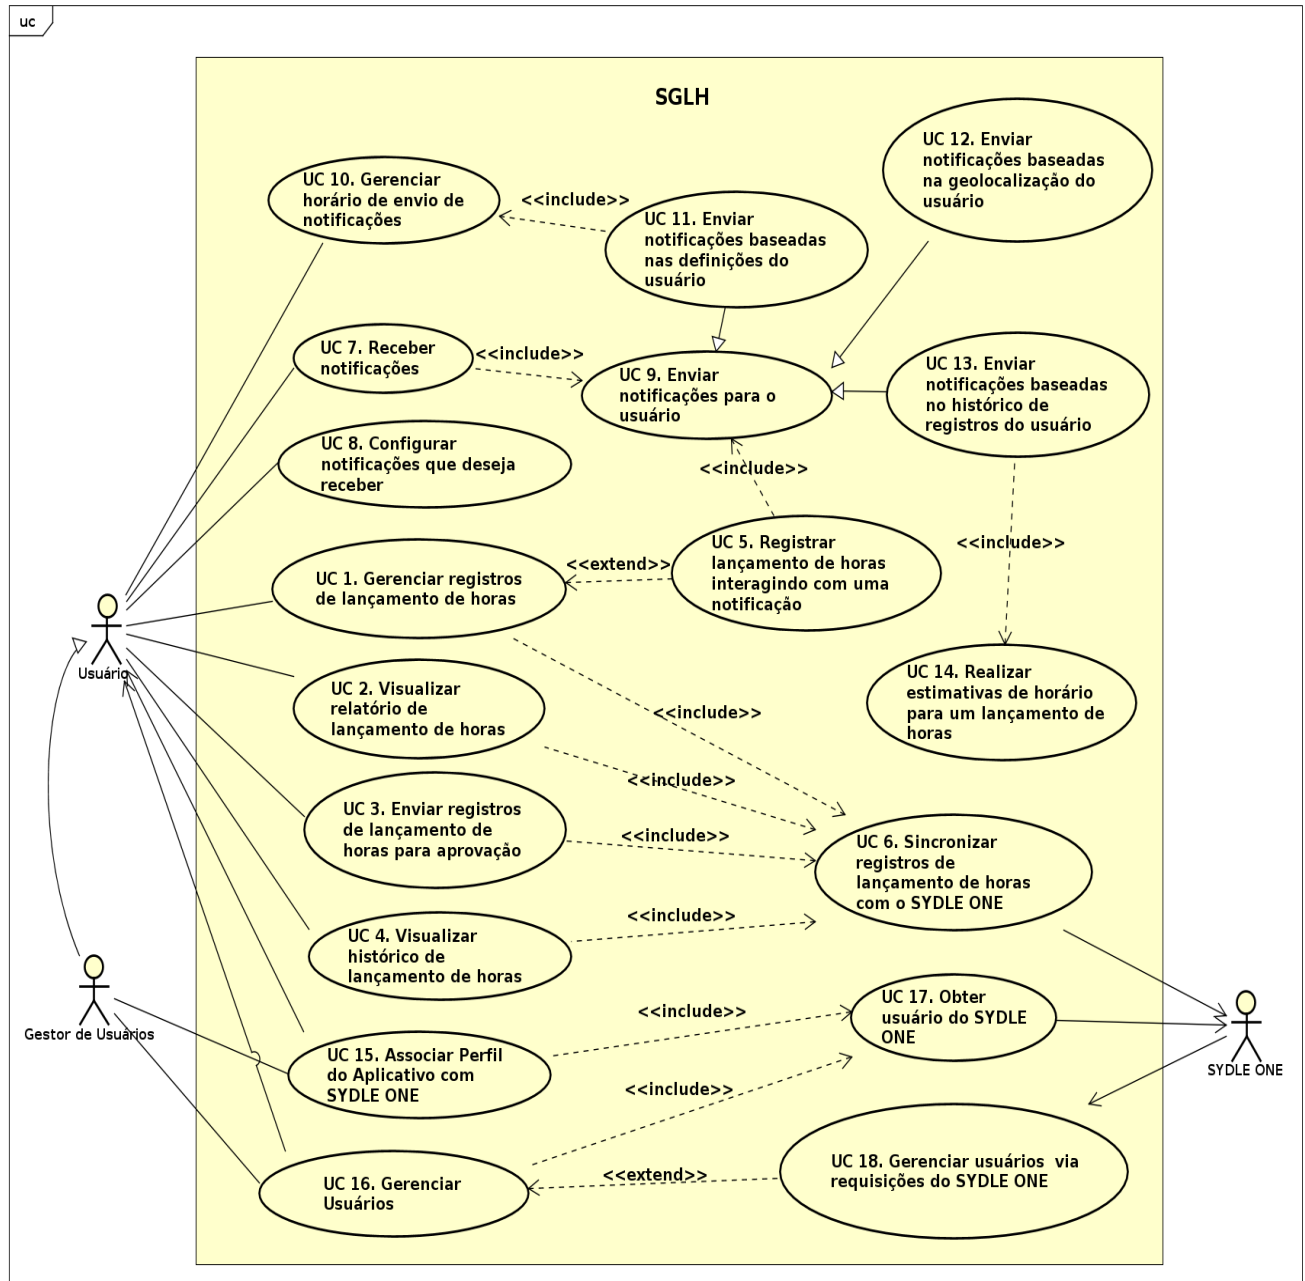 uc
SGLH
UC 12. Enviar
notificações baseadas
na geolocalização do
usuário
UC 10. Gerenciar
horário de envio de
notificações
<<include>>
UC 11. Enviar
notificações baseadas
nas definições do
usuário
UC 7. Receber
notificações
<<include>>
UC 9. Enviar
notificações para o
usuário
UC 13. Enviar
notificações baseadas
no histórico de
registros do usuário
UC 8. Configurar
notificações que deseja
receber
<<include>>
UC 5. Registrar
lançamento de horas
interagindo com uma
notificação
<<include>>
<<extend>>
UC 1. Gerenciar registros
de lançamento de horas
Usuário
UC 2. Visualizar
relatório de
lançamento de horas
<<include>>
UC 14. Realizar
estimativas de horário
para um lançamento de
horas
<<include>>
UC 3. Enviar registros
de lançamento de
horas para aprovação
<<include>>
UC 6. Sincronizar
registros de
lançamento de horas
com o SYDLE ONE
<<include>>
UC 4. Visualizar
histórico de
lançamento de horas
Gestor de Usuários
<<include>>
UC 17. Obter
usuário do SYDLE
ONE
SYDLE ONE
UC 15. Associar Perfil
do Aplicativo com
SYDLE ONE
<<include>>
UC 18. Gerenciar usuários  via
requisições do SYDLE ONE
<<extend>>
UC 16. Gerenciar
Usuários